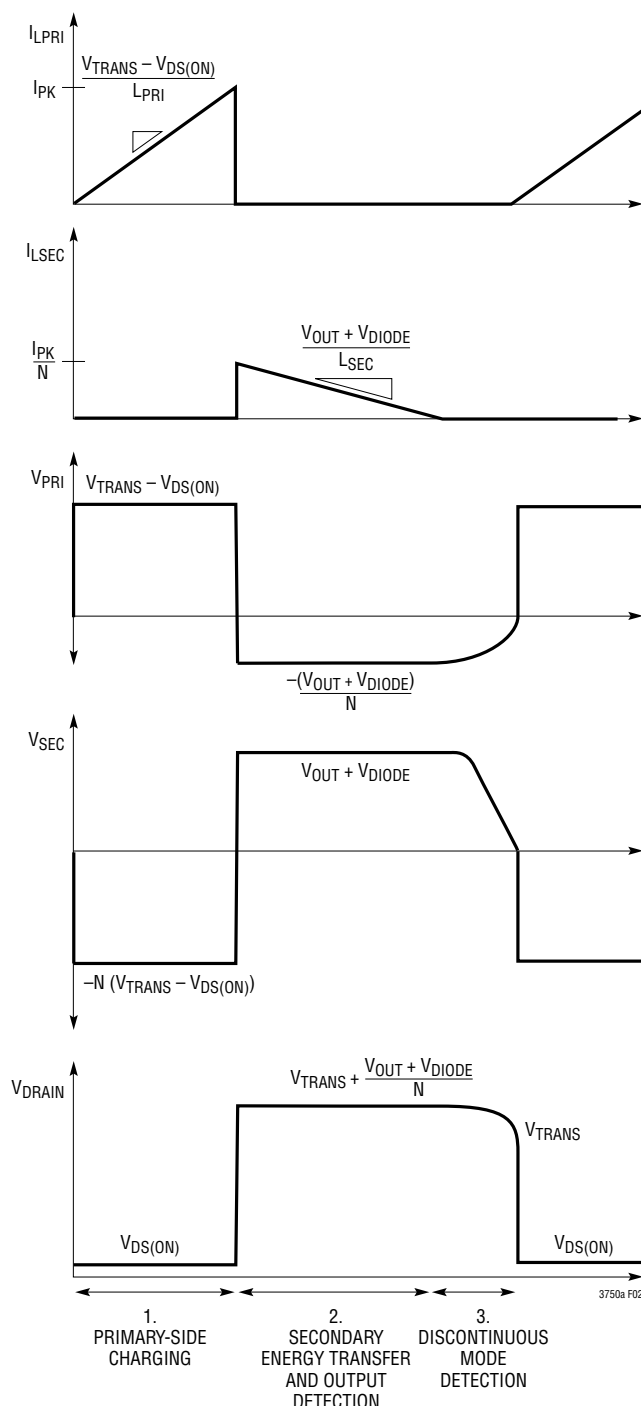 I_LPRI
V_TRANS – V_DS(ON)
L_PRI
I_PK
I_LSEC
V_OUT + V_DIODE
L_SEC
I_PK
N
V_PRI
V_TRANS – V_DS(ON)
–(V_OUT + V_DIODE)
N
V_SEC
V_OUT + V_DIODE
–N (V_TRANS – V_DS(ON))
V_DRAIN
V_TRANS + V_OUT + V_DIODE
N
V_TRANS
V_DS(ON)
V_DS(ON)
3750a F02
1.
PRIMARY-SIDE
CHARGING
2.
SECONDARY
ENERGY TRANSFER
AND OUTPUT
DETECTION
3.
DISCONTINUOUS
MODE
DETECTION